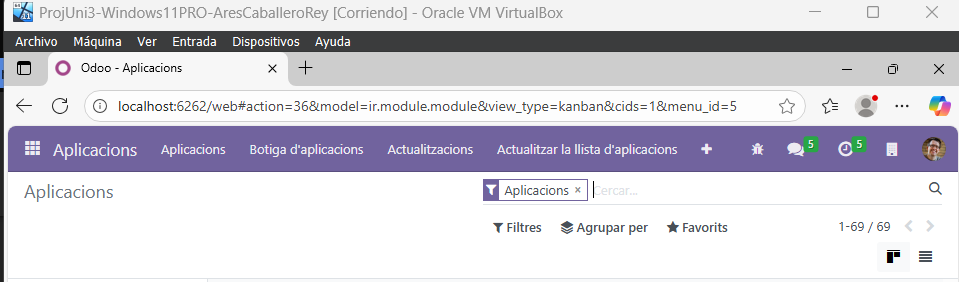 ProjUni3-Windows11PRO-AresCaballeroRey [Corriendo] - Oracle VM VirtualBox
Archivo Máquina Ver Entrada Dispositivos Ayuda
Odoo - Aplicacions
localhost:6262/web#action=36&model=ir.module.module&view_type=kanban&cids=1&menu_id=5
Aplicacions Aplicacions Botiga d'aplicacions Actualitzacions Actualitzar la llista d'aplicacions 5 5
Aplicacions
Aplicacions × Cercar...
Filtres Agrupar per Favorits 1-69 / 69